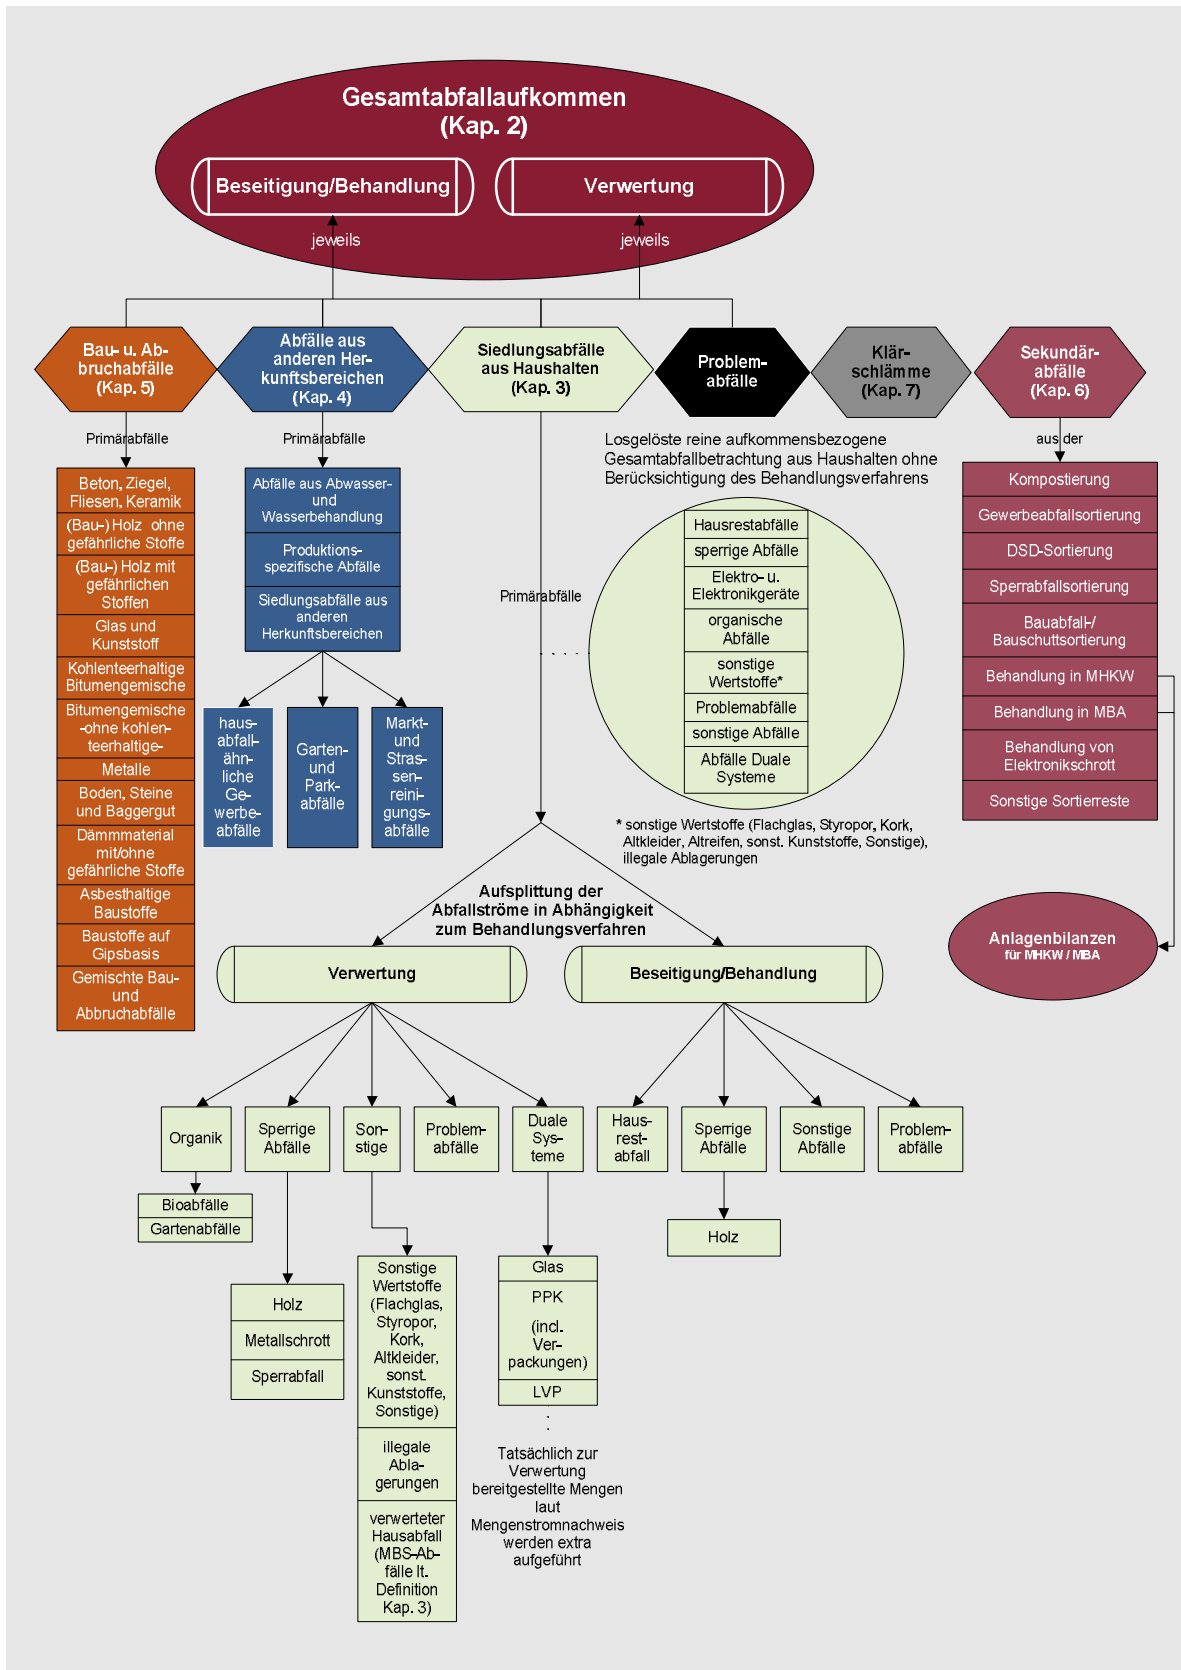 Gesamtabfallaufkommen
(Kap. 2)
Beseitigung/Behandlung
Verwertung
jeweils
jeweils
Bau- u. Ab-
bruchabfälle
(Kap. 5)
Abfälle aus
anderen Her-
kunftsbereichen
(Kap. 4)
Siedlungsabfälle
aus Haushalten
(Kap. 3)
Problem-
abfälle
Klär-
schlämme
(Kap. 7)
Sekundär-
abfälle
(Kap. 6)
Primärabfälle
Beton, Ziegel,
Fliesen, Keramik
(Bau-) Holz ohne
gefährliche Stoffe
(Bau-) Holz mit
gefährlichen
Stoffen
Glas und
Kunststoff
Kohlenteerhaltige
Bitumengemische
Bitumengemische
-ohne kohlen-
teerhaltige-
Metalle
Boden, Steine
und Baggergut
Dämmmaterial
mit/ohne
gefährliche Stoffe
Asbesthaltige
Baustoffe
Baustoffe auf
Gipsbasis
Gemischte Bau-
und
Abbruchabfälle
Primärabfälle
Abfälle aus Abwasser-
und
Wasserbehandlung
Produktions-
spezifische Abfälle
Siedlungsabfälle aus
anderen
Herkunftsbereichen
haus-
abfall-
ähn-
liche
Ge-
werbe-
abfälle
Garten-
und
Park-
abfälle
Markt-
und
Stras-
sen-
reini-
gungs-
abfälle
Primärabfälle
Losgelöste reine aufkommensbezogene
Gesamtabfallbetrachtung aus Haushalten ohne
Berücksichtigung des Behandlungsverfahrens
Hausrestabfälle
sperrige Abfälle
Elektro- u.
Elektronikgeräte
organische
Abfälle
sonstige
Wertstoffe*
Problemabfälle
sonstige Abfälle
Abfälle Duale
Systeme
* sonstige Wertstoffe (Flachglas, Styropor, Kork,
Altkleider, Altreifen, sonst. Kunststoffe, Sonstige),
illegale Ablagerungen
aus der
Kompostierung
Gewerbeabfallsortierung
DSD-Sortierung
Sperrabfallsortierung
Bauabfall-/
Bauschuttsortierung
Behandlung in MHKW
Behandlung in MBA
Behandlung von
Elektronikschrott
Sonstige Sortierreste
Anlagenbilanzen
für MHKW / MBA
Aufsplittung der
Abfallströme in Abhängigkeit
zum Behandlungsverfahren
Verwertung
Beseitigung/Behandlung
Organik
Sperrige
Abfälle
Son-
stige
Problem-
abfälle
Duale
Sys-
teme
Haus-
rest-
abfall
Sperrige
Abfälle
Sonstige
Abfälle
Problem-
abfälle
Bioabfälle
Gartenabfälle
Holz
Metallschrott
Sperrabfall
Sonstige
Wertstoffe
(Flachglas,
Styropor,
Kork,
Altkleider,
sonst.
Kunststoffe,
Sonstige)
illegale
Abla-
gerungen
verwerteter
Hausabfall
(MBS-Ab-
fälle lt.
Definition
Kap. 3)
Glas
PPK
(incl.
Ver-
packungen)
LVP
Tatsächlich zur
Verwertung
bereitgestellte Mengen
laut
Mengenstromnachweis
werden extra
aufgeführt
Holz